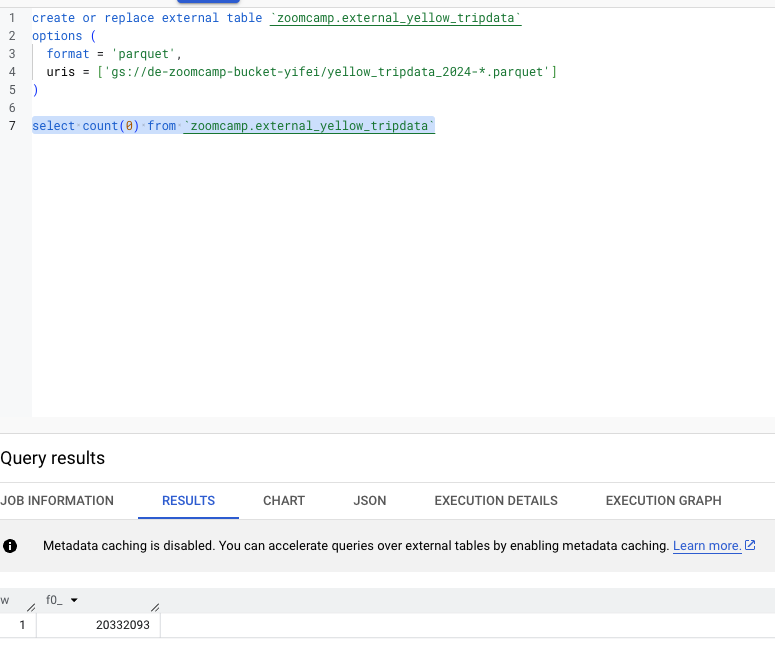 1 create or replace external table `zoomcamp.external_yellow_tripdata`
2 options (
3 format = 'parquet',
4 uris = ['gs://de-zoomcamp-bucket-yifei/yellow_tripdata_2024-*.parquet']
5 )
6
7 select count(0) from `zoomcamp.external_yellow_tripdata`
Query results
JOB INFORMATION RESULTS CHART JSON EXECUTION DETAILS EXECUTION GRAPH
Metadata caching is disabled. You can accelerate queries over external tables by enabling metadata caching. Learn more.
w f0_
1 20332093